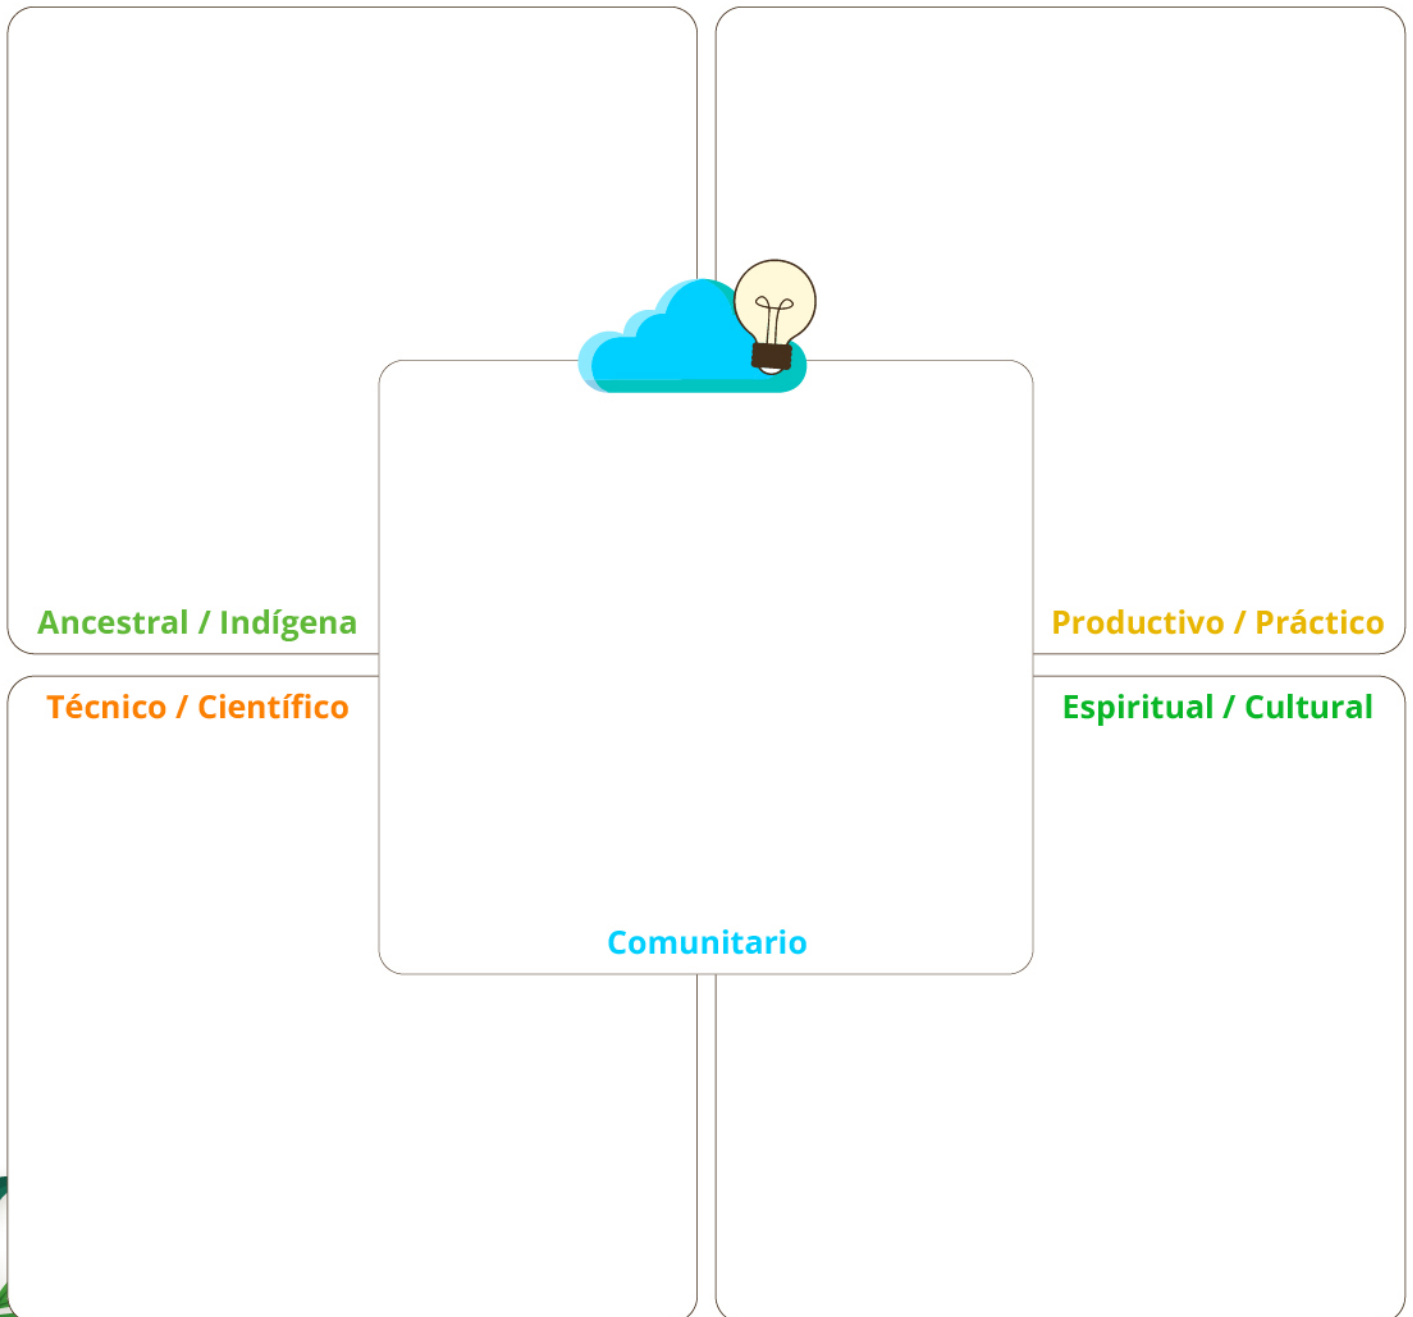 Ancestral / Indígena
Productivo / Práctico
Técnico / Científico
Espiritual / Cultural
Comunitario